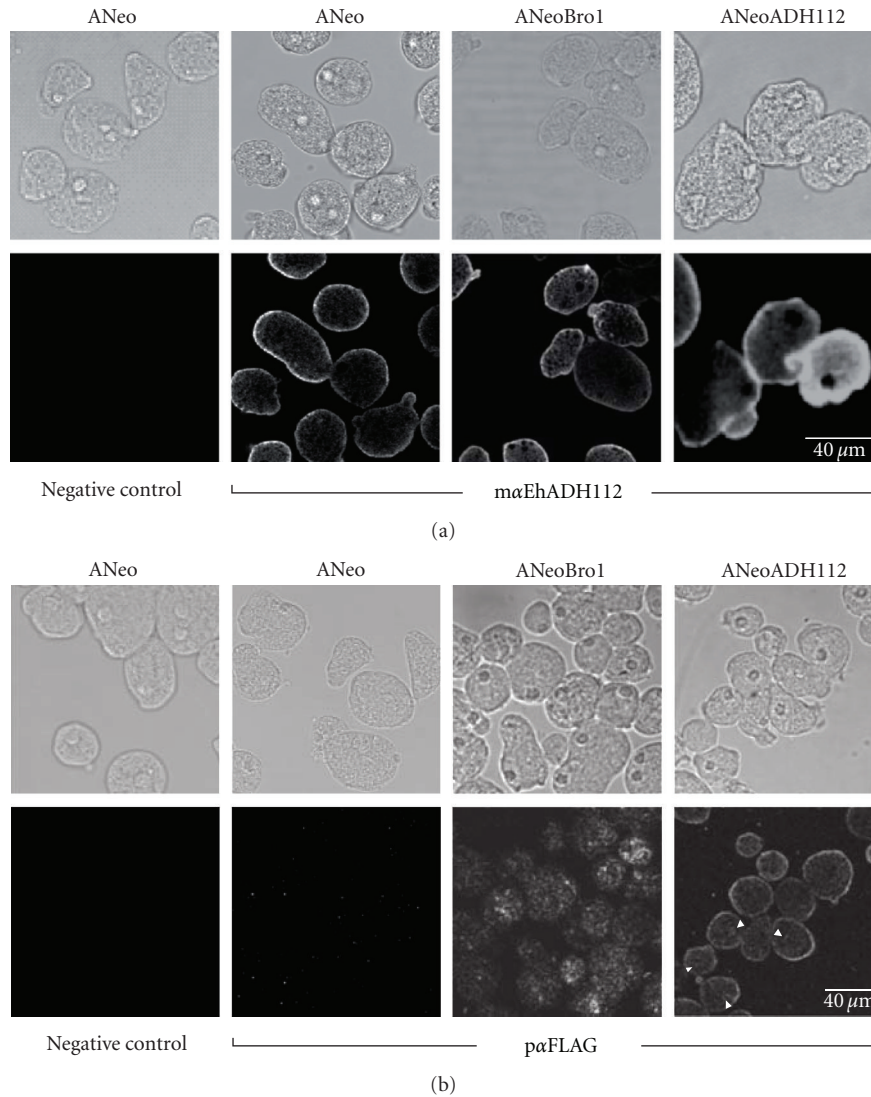 ANeo ANeo ANeoBro1 ANeoADH112
40 μm
Negative control mαEhADH112
(a)
ANeo ANeo ANeoBro1 ANeoADH112
40 μm
Negative control pαFLAG
(b)